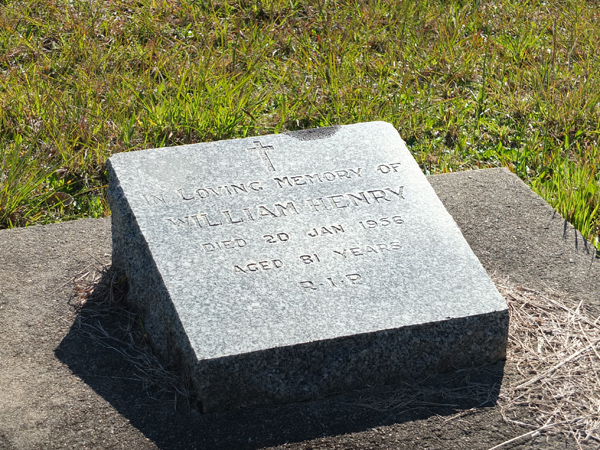 IN LOVING MEMORY OF
WILLIAM HENRY
DIED 20 JAN 1956
AGED 81 YEARS
R·I·P